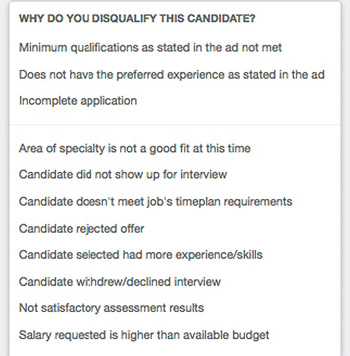 WHY DO YOU DISQUALIFY THIS CANDIDATE?
Minimum qualifications as stated in the ad not met
Does not have the preferred experience as stated in the ad
Incomplete application
Area of specialty is not a good fit at this time
Candidate did not show up for interview
Candidate doesn't meet job's timeplan requirements
Candidate rejected offer
Candidate selected had more experience/skills
Candidate withdrew/declined interview
Not satisfactory assessment results
Salary requested is higher than available budget